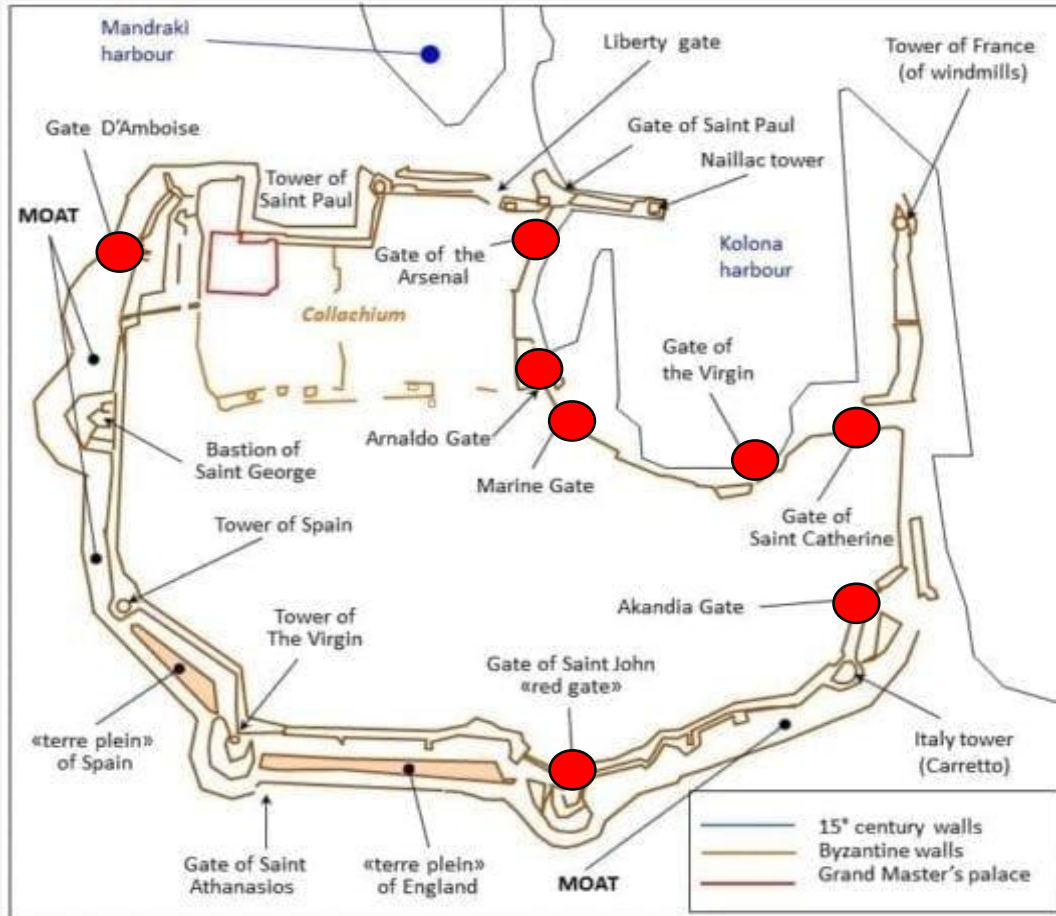 Mandraki
harbour
Liberty gate
Tower of France
(of windmills)
Gate D'Amboise
Gate of Saint Paul
Naillac tower
Tower of
Saint Paul
MOAT
Gate of the
Arsenal
Kolona
harbour
Collachium
Gate of
the Virgin
Arnaldo Gate
Bastion of
Saint George
Marine Gate
Gate of
Saint Catherine
Tower of Spain
Akandia Gate
Tower of
The Virgin
Gate of Saint John
«red gate»
«terre plein»
of Spain
Italy tower
(Carretto)
Gate of Saint
Athanasios
«terre plein»
of England
MOAT
15° century walls
Byzantine walls
Grand Master's palace